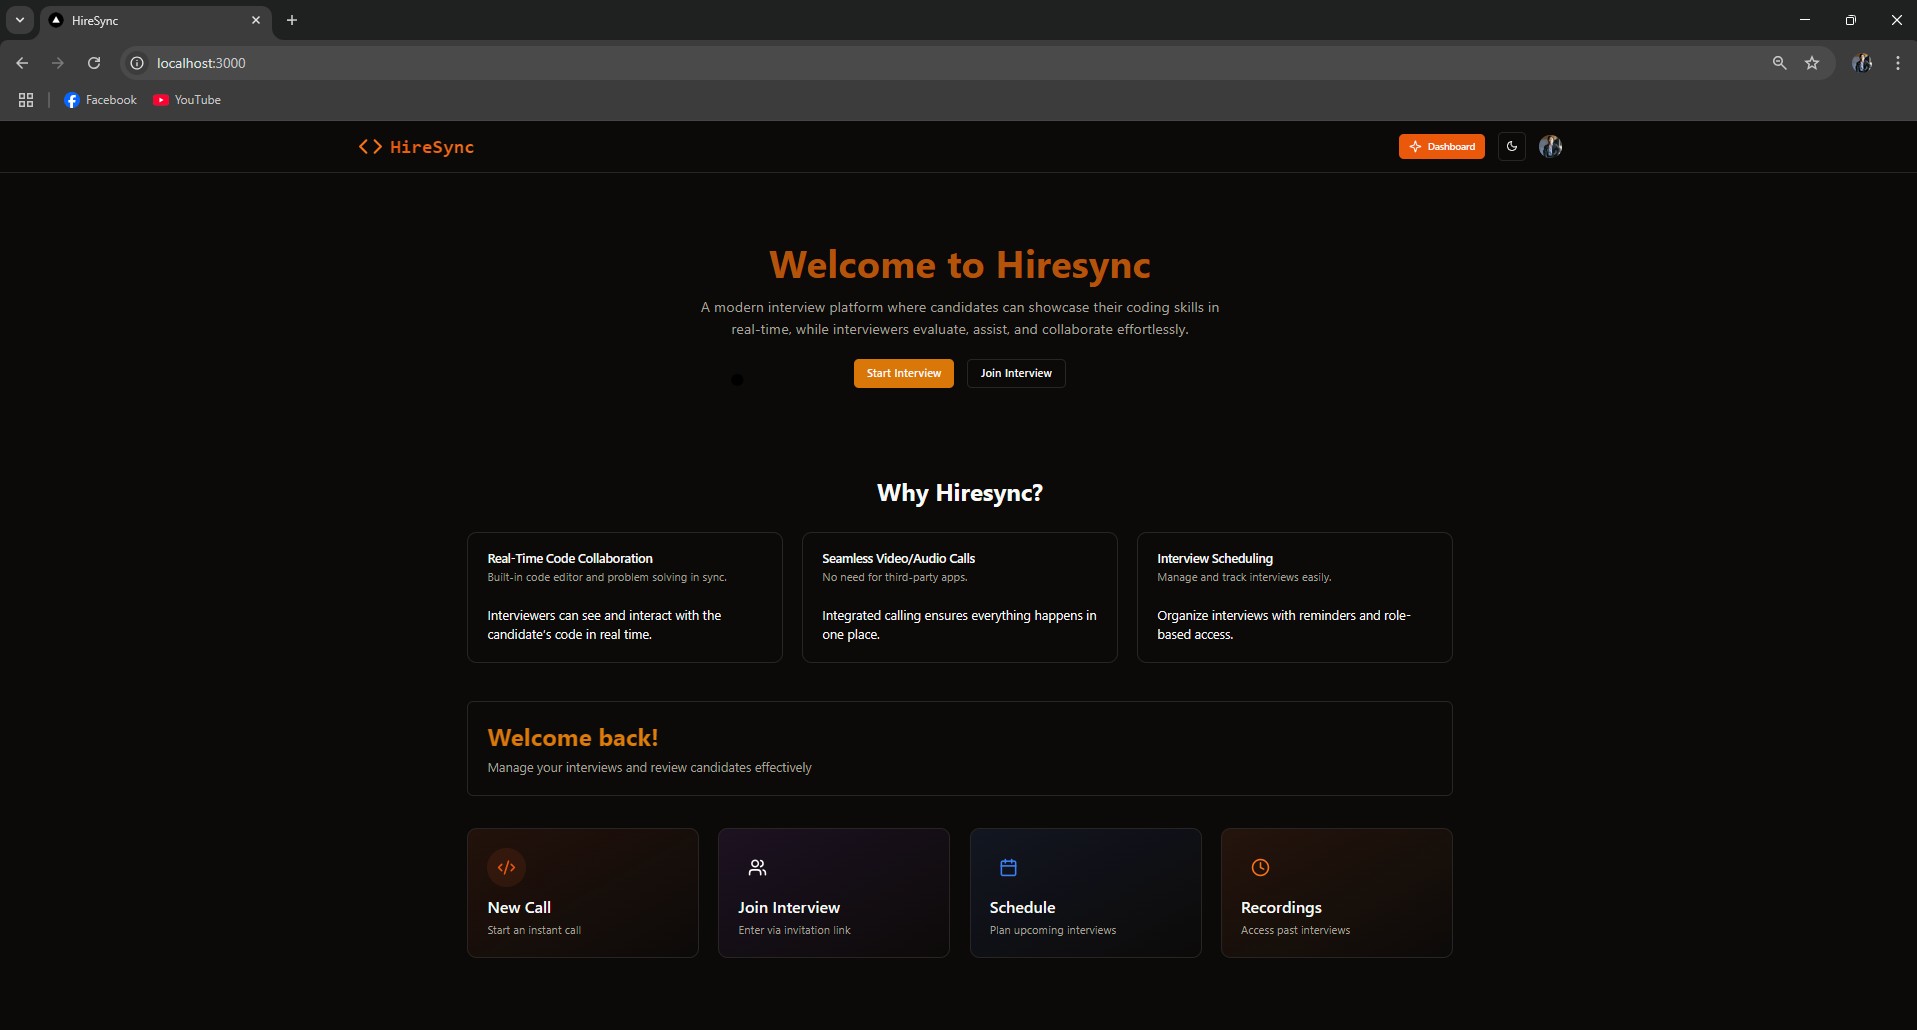 HireSync
localhost:3000
Facebook
YouTube
HireSync
Dashboard
Welcome to Hiresync
A modern interview platform where candidates can showcase their coding skills in
real-time, while interviewers evaluate, assist, and collaborate effortlessly.
Start Interview
Join Interview
Why Hiresync?
Real-Time Code Collaboration
Built-in code editor and problem solving in sync.
Interviewers can see and interact with the
candidate's code in real time.
Seamless Video/Audio Calls
No need for third-party apps.
Integrated calling ensures everything happens in
one place.
Interview Scheduling
Manage and track interviews easily.
Organize interviews with reminders and role-
based access.
Welcome back!
Manage your interviews and review candidates effectively
New Call
Start an instant call
Join Interview
Enter via invitation link
Schedule
Plan upcoming interviews
Recordings
Access past interviews